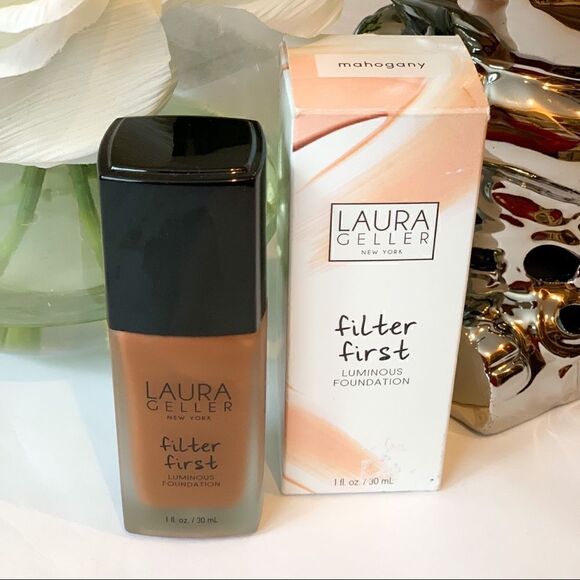 mahogany
LAURA
GELLER
NEW YORK
filter
first
LUMINOUS
FOUNDATION
1 fl. oz. / 30 mL
LAURA
GELLER
NEW YORK
filter
first
LUMINOUS
FOUNDATION
1 fl. oz. / 30 mL